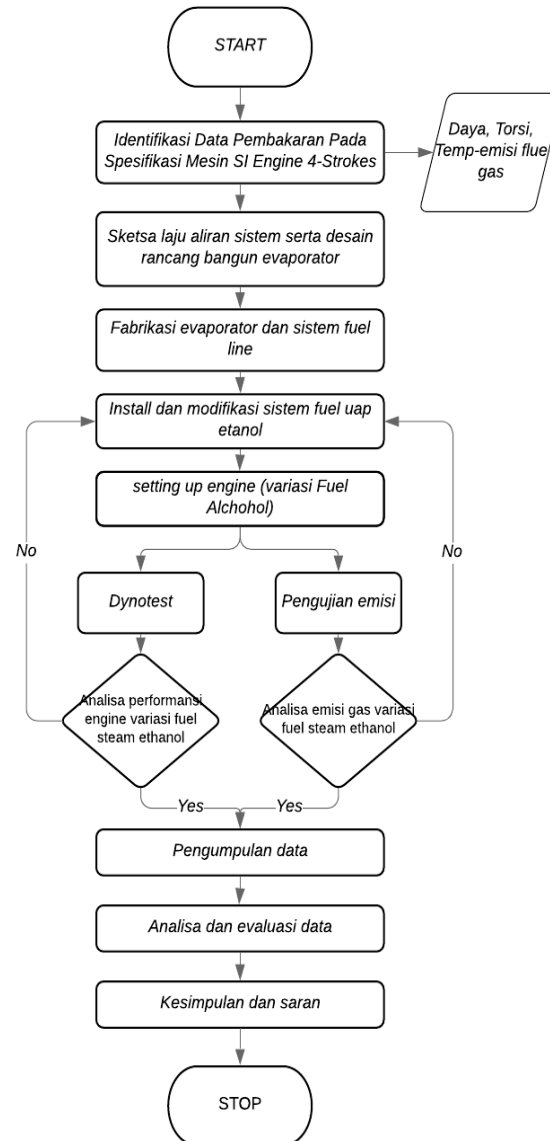 START
Identifikasi Data Pembakaran Pada
Spesifikasi Mesin SI Engine 4-Strokes
Daya, Torsi,
Temp-emisi flue
gas
Sketsa laju aliran sistem serta desain
rancang bangun evaporator
Fabrikasi evaporator dan sistem fuel
line
Install dan modifikasi sistem fuel uap
etanol
setting up engine (variasi Fuel
Alchohol)
No
No
Dynotest
Pengujian emisi
Analisa performansi
engine variasi fuel
steam ethanol
Analisa emisi gas variasi
fuel steam ethanol
Yes
Yes
Pengumpulan data
Analisa dan evaluasi data
Kesimpulan dan saran
STOP